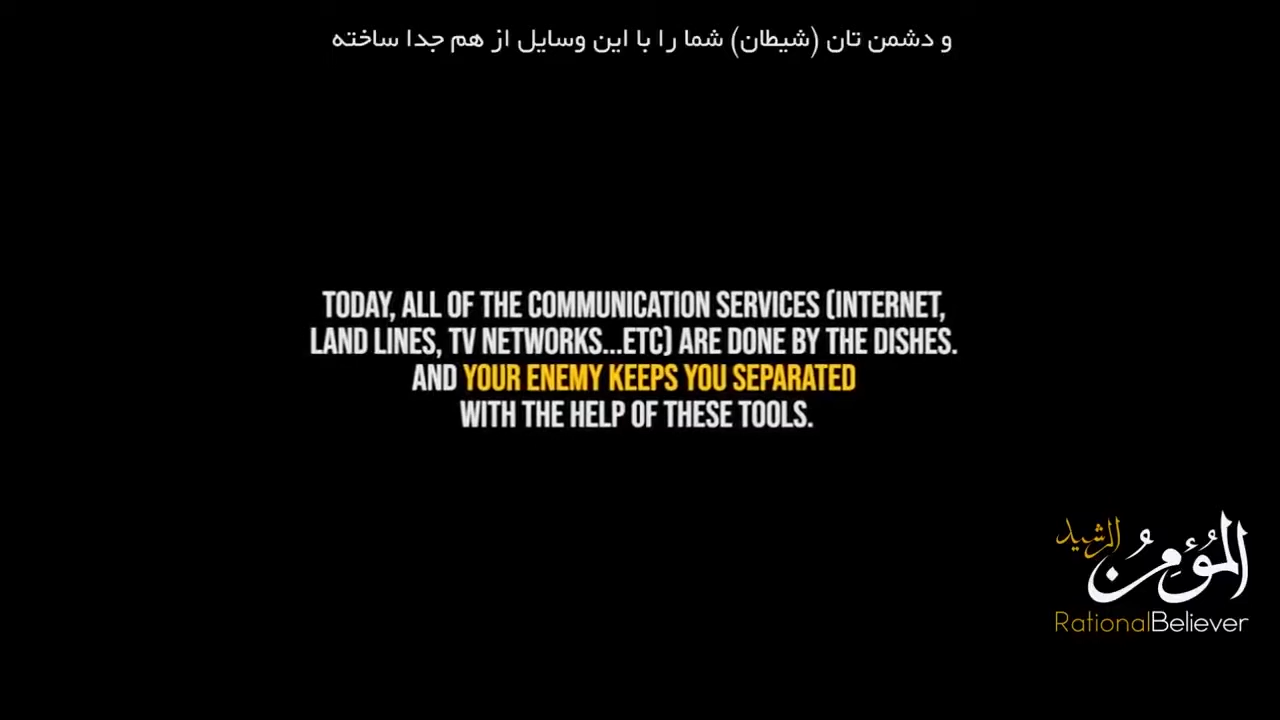 و دشمن تان (شیطان) شما را با این وسایل از هم جدا ساخته
TODAY, ALL OF THE COMMUNICATION SERVICES (INTERNET,
LAND LINES, TV NETWORKS...ETC) ARE DONE BY THE DISHES.
AND YOUR ENEMY KEEPS YOU SEPARATED
WITH THE HELP OF THESE TOOLS.
المُؤمِنُ الرشيد
RationalBeliever